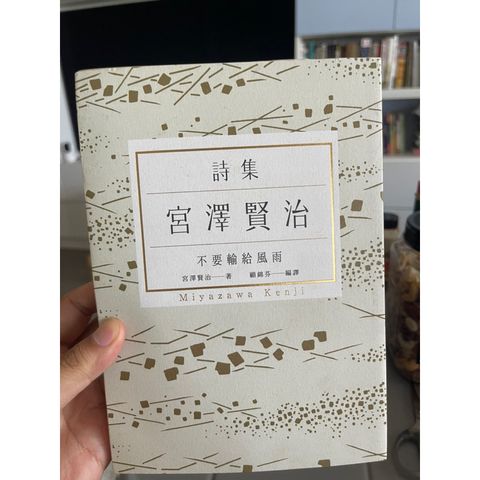 詩集
宮澤賢治
不要輸給風雨
宮澤賢治——著 顧錦芬——編譯
Miyazawa Kenji